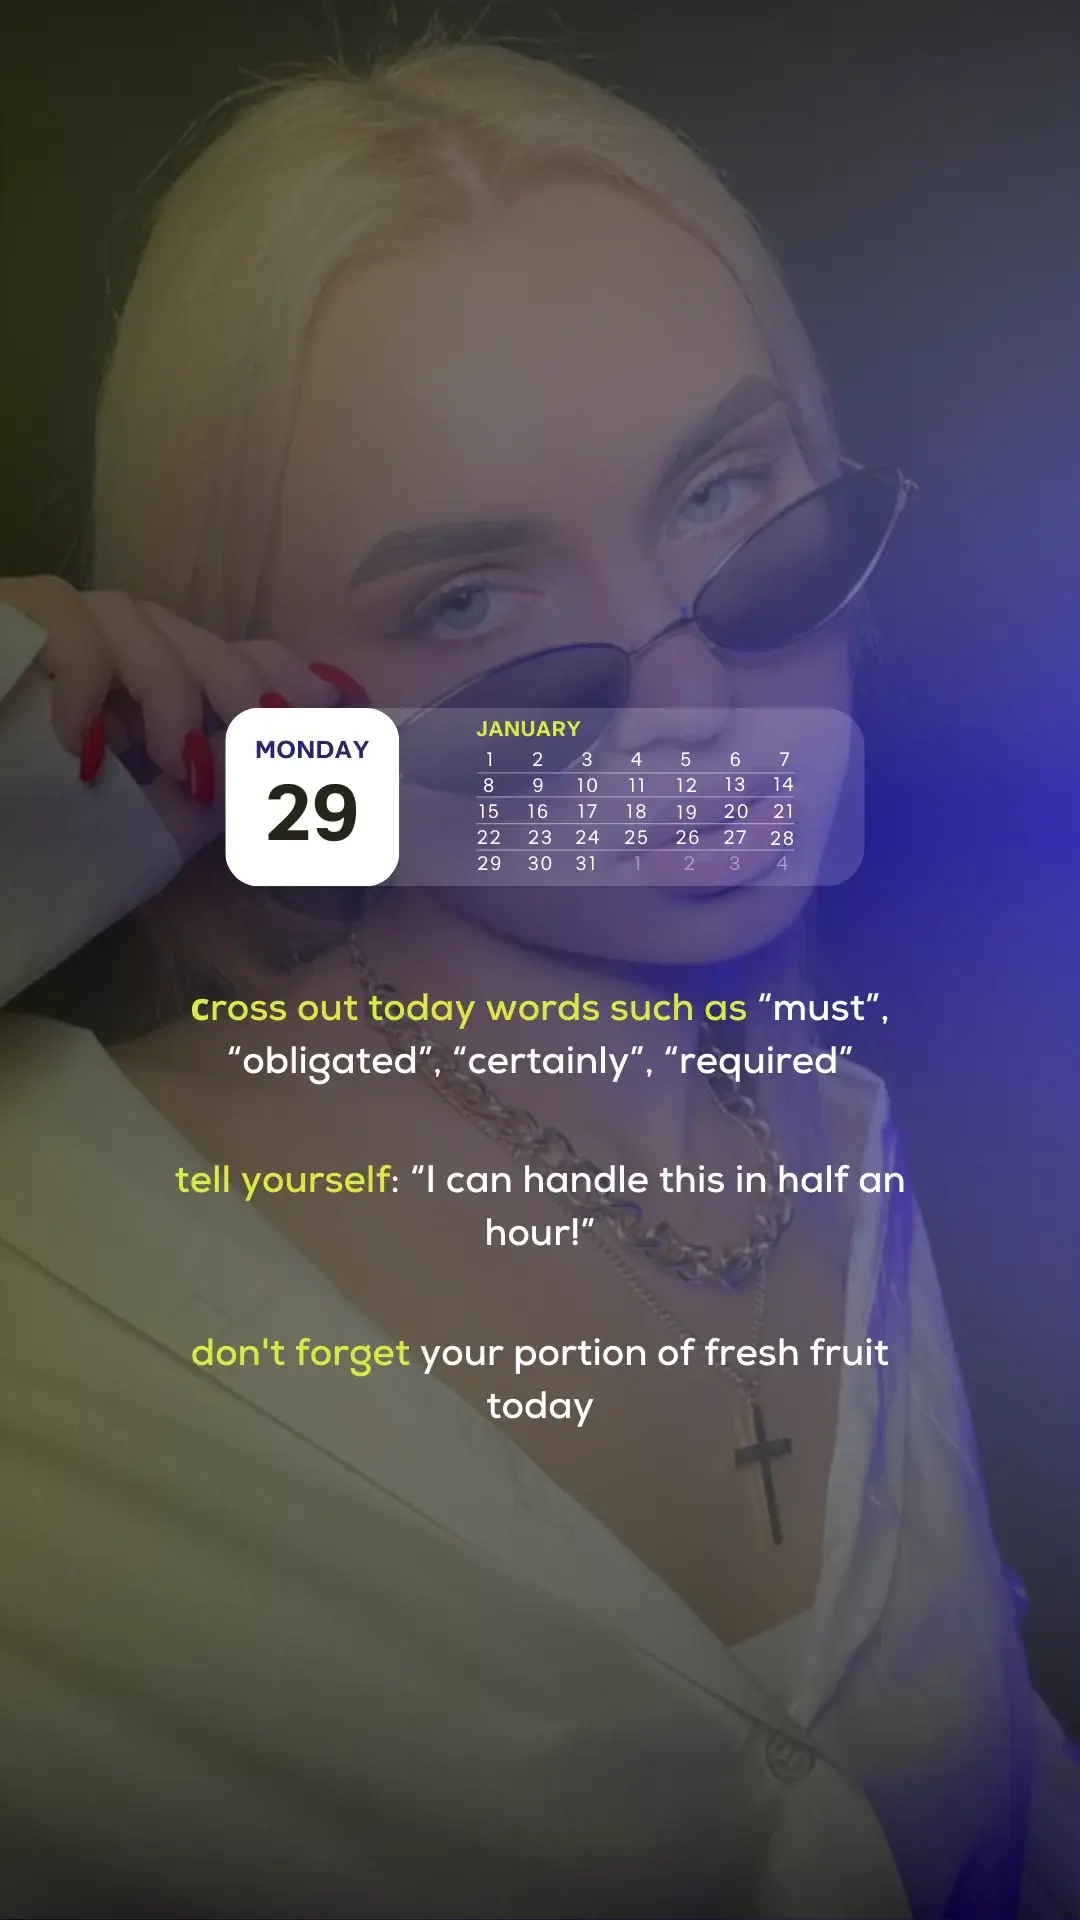 MONDAY
29
JANUARY
1 2 3 4 5 6 7
8 9 10 11 12 13 14
15 16 17 18 19 20 21
22 23 24 25 26 27 28
29 30 31 1 2 3 4
cross out today words such as “must”,
“obligated”, “certainly”, “required”
tell yourself: “I can handle this in half an
hour!”
don't forget your portion of fresh fruit
today